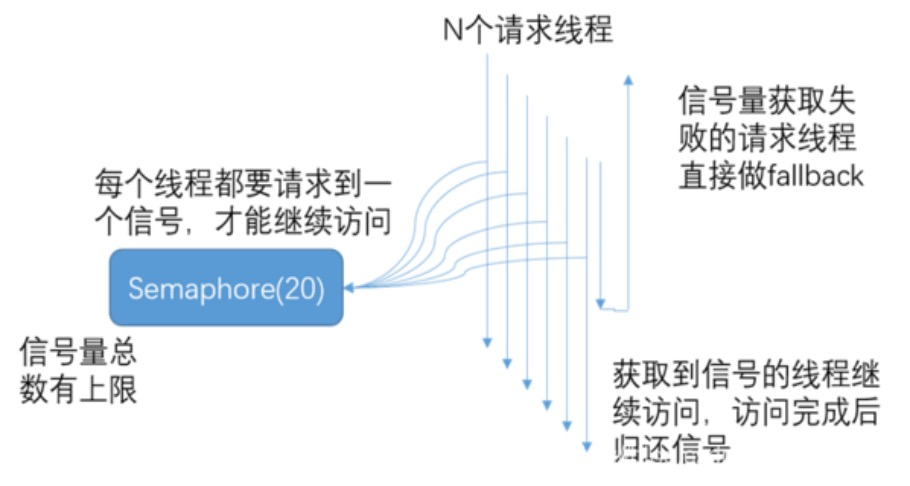 N个请求线程
信号量获取失
败的请求线程
直接做fallback
每个线程都要请求到一
个信号，才能继续访问
Semaphore(20)
信号量总
数有上限
获取到信号的线程继
续访问，访问完成后
归还信号